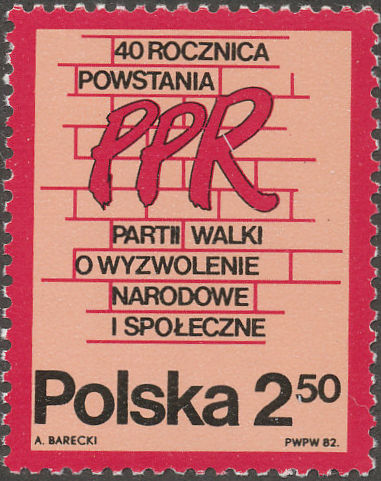 40 ROCZNICA
POWSTANIA
PPR
PARTII WALKI
O WYZWOLENIE
NARODOWE
I SPOŁECZNE
Polska 2.50
A. BARECKI PWPW 82.